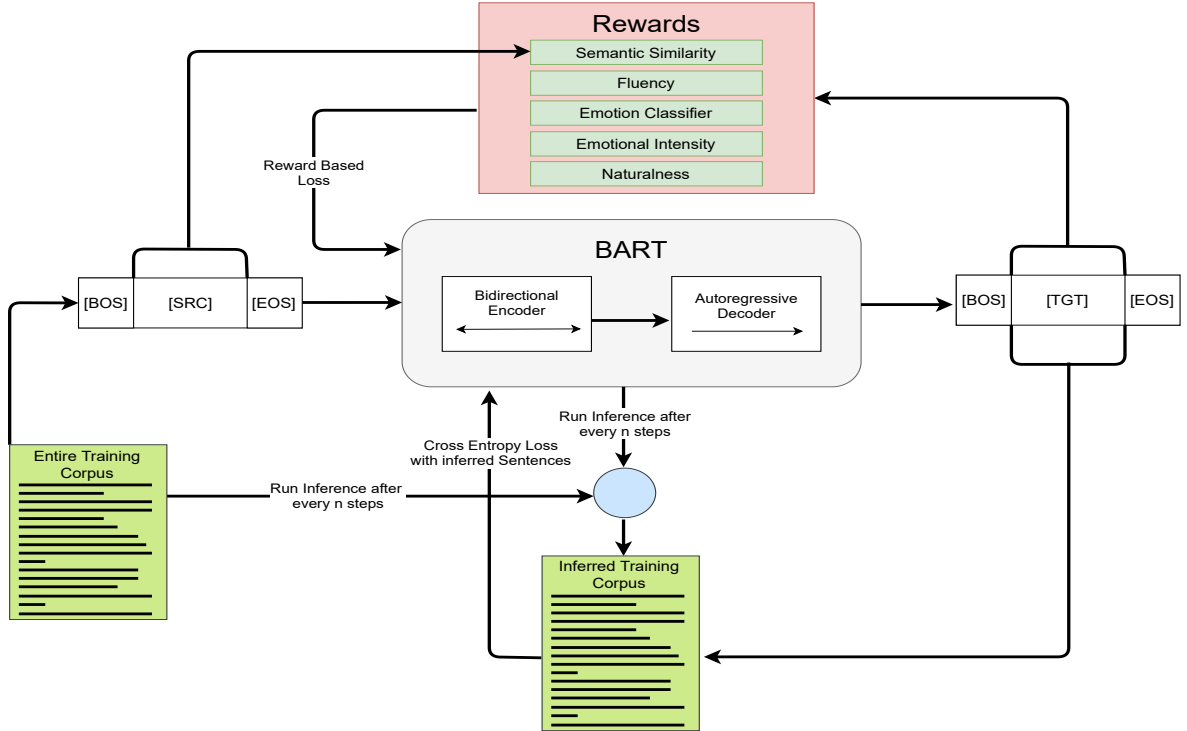 Rewards
Semantic Similarity
Fluency
Emotion Classifier
Emotional Intensity
Naturalness
Reward Based
Loss
BART
[BOS]
[SRC]
[EOS]
Bidirectional
Encoder
Autoregressive
Decoder
[BOS]
[TGT]
[EOS]
Run Inference after
every n steps
Cross Entropy Loss
with inferred Sentences
Entire Training
Corpus
Run Inference after
every n steps
Inferred Training
Corpus